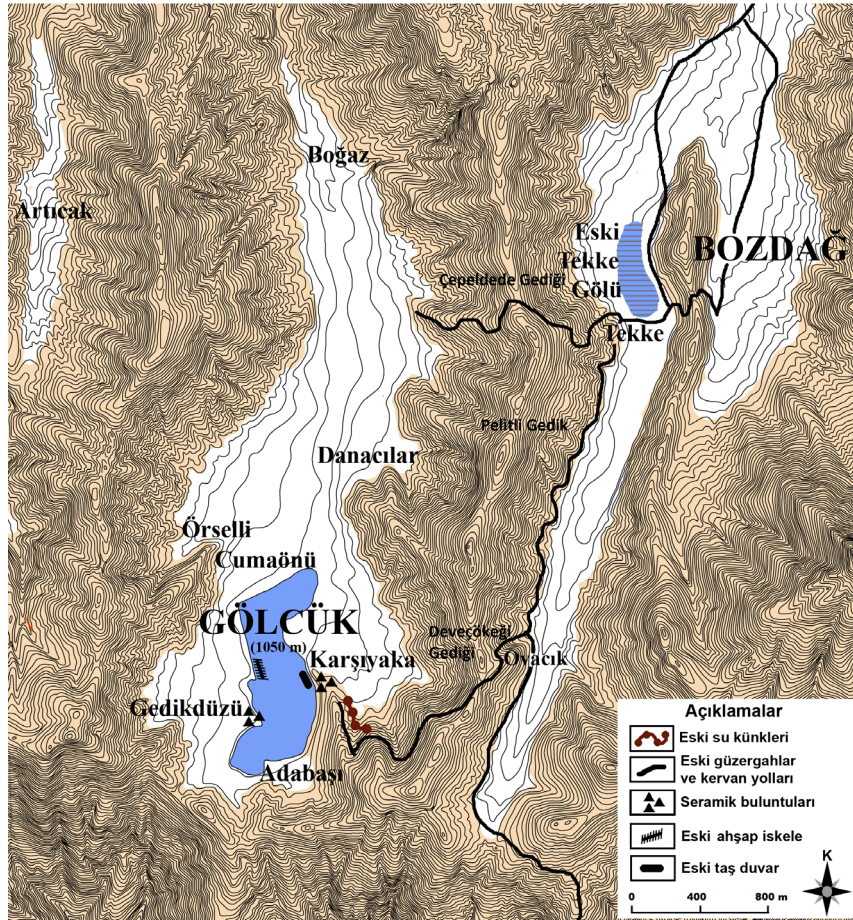 Boğaz
Artıcak
Eski
Tekke
Gölü
BOZDAĞ
Çepeldede Gediği
Tekke
Pelitli Gedik
Danacılar
Örselli
Cumaönü
GÖLCÜK
(1050 m)
Deveçökeği
Gediği
Ovacık
Karşıyaka
Gedikdüzü
Adabaşı
Açıklamalar
Eski su künkleri
Eski güzergahlar
ve kervan yolları
Seramik buluntuları
Eski ahşap iskele
Eski taş duvar
K
0 400 800 m